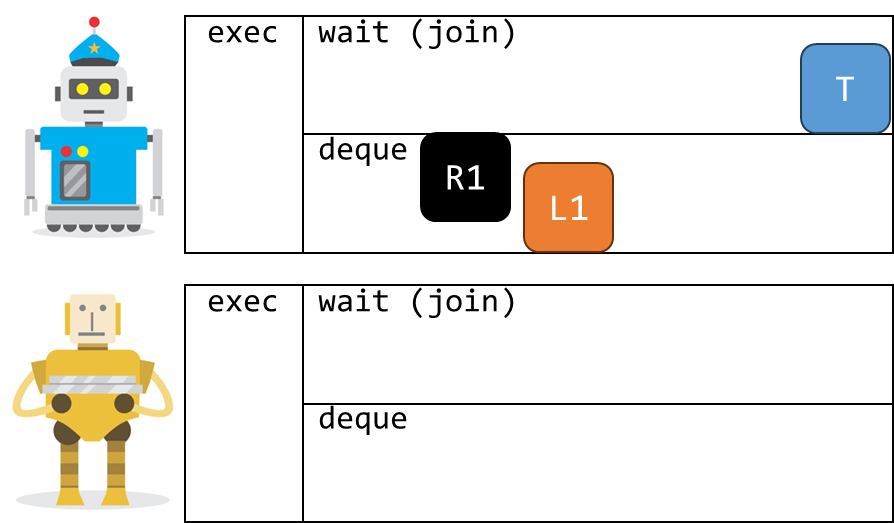 exec
wait (join)
T
deque
R1
L1
exec
wait (join)
deque